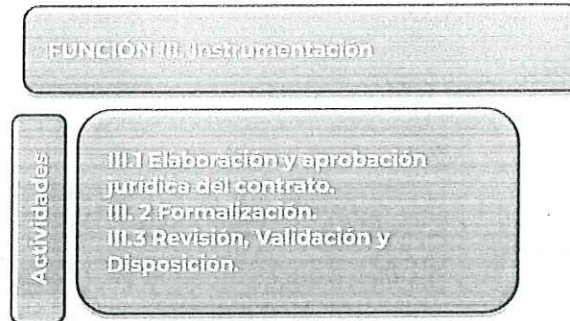 FUNCIÓN III. Instrumentación
Actividades
III.1 Elaboración y aprobación
jurídica del contrato.
III. 2 Formalización.
III.3 Revisión, Validación y
Disposición.